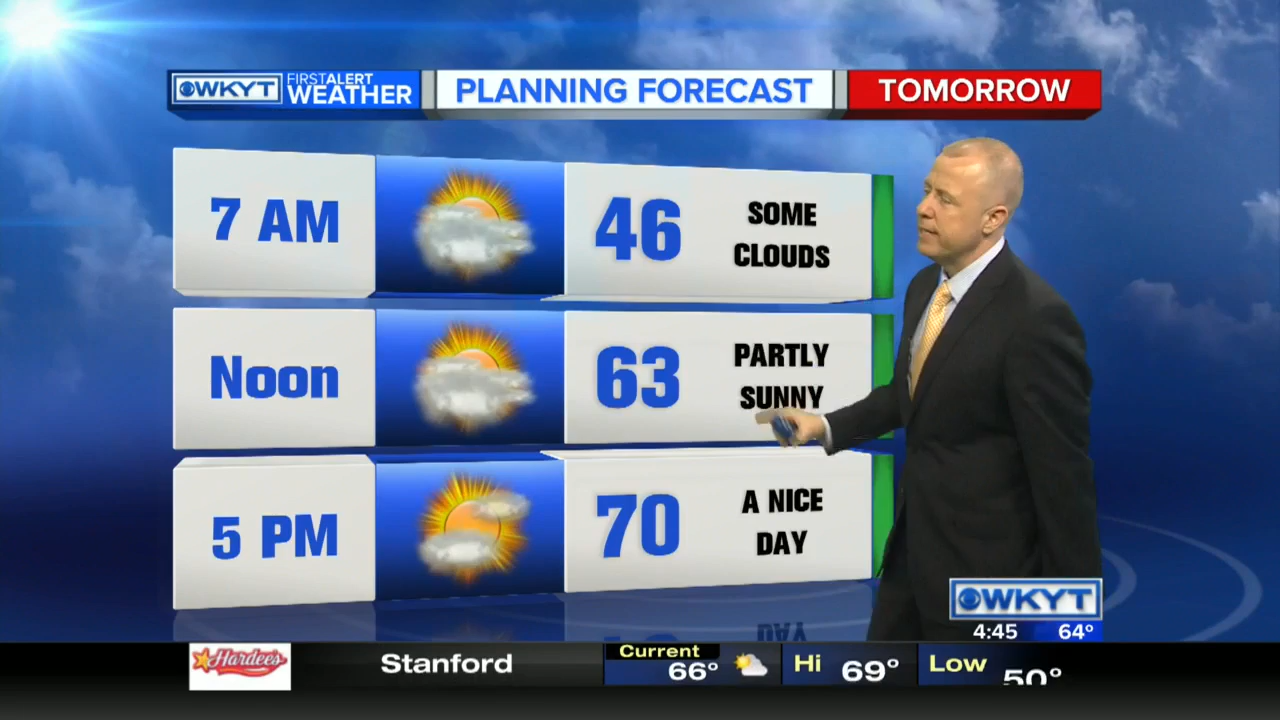 WKYT FIRST ALERT WEATHER
PLANNING FORECAST
TOMORROW
7 AM
46
SOME
CLOUDS
Noon
63
PARTLY
SUNNY
5 PM
70
A NICE
DAY
WKYT
4:45 64°
Hardee's
Stanford
Current
66°
Hi 69°
Low 50°